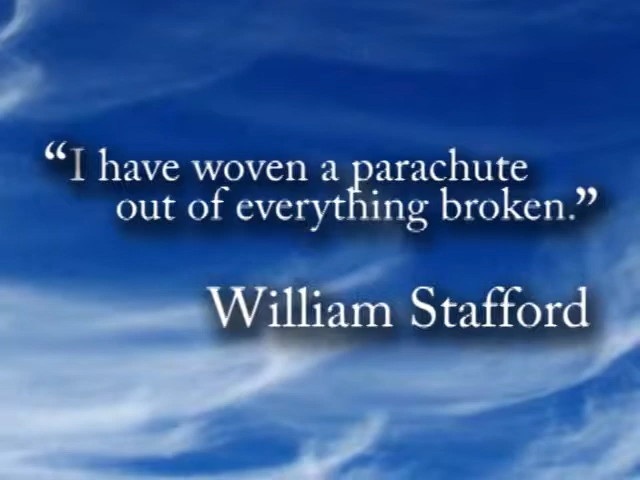 “I have woven a parachute
out of everything broken.”
William Stafford